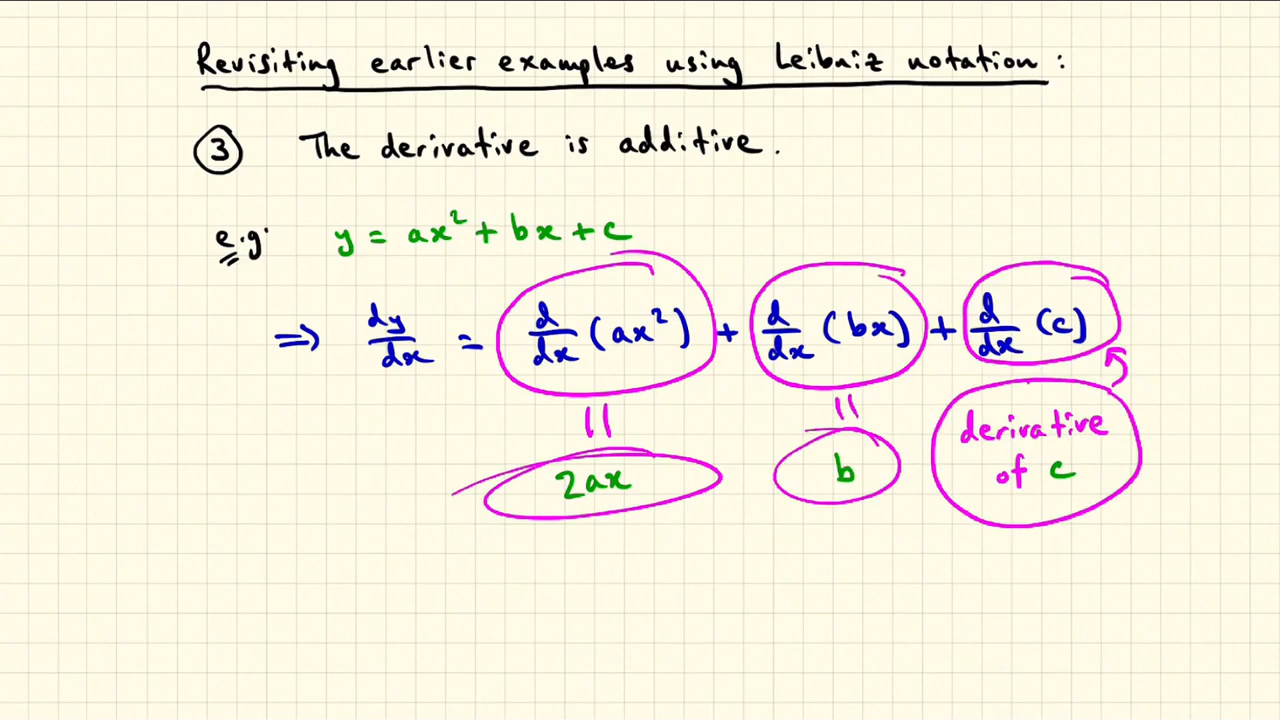 Revisiting earlier examples using Leibniz notation :
③ The derivative is additive.
e.g. y = ax² + bx + c
⇒ dy/dx = d/dx (ax²) + d/dx (bx) + d/dx (c)
|| ||
2ax b derivative
of c